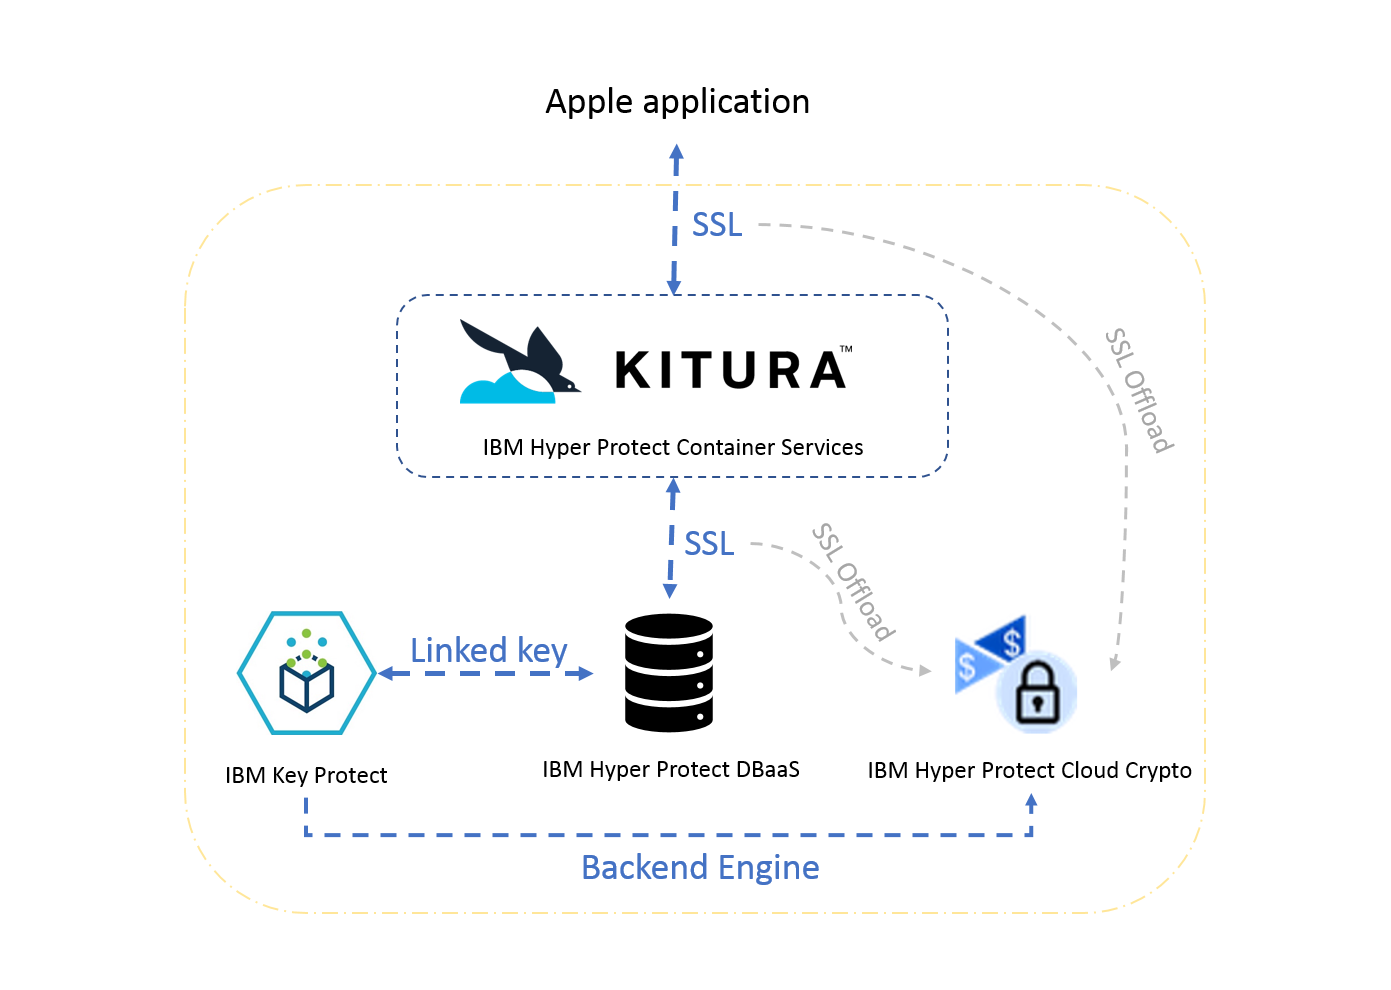 Apple application
SSL
SSL Offload
KITURA™
IBM Hyper Protect Container Services
SSL
SSL Offload
Linked key
$
$
IBM Key Protect
IBM Hyper Protect DBaaS
IBM Hyper Protect Cloud Crypto
Backend Engine